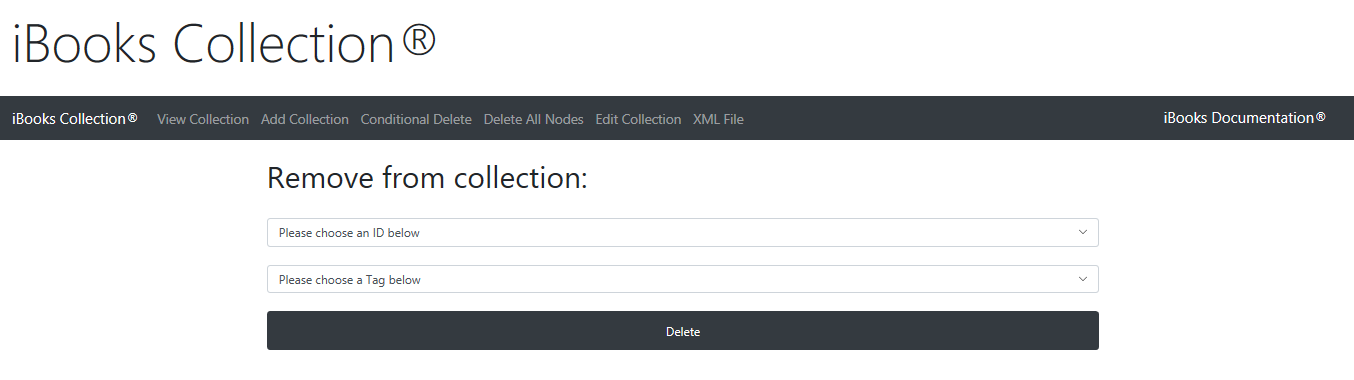 iBooks Collection®
iBooks Collection® View Collection Add Collection Conditional Delete Delete All Nodes Edit Collection XML File iBooks Documentation®
Remove from collection:
Please choose an ID below
Please choose a Tag below
Delete